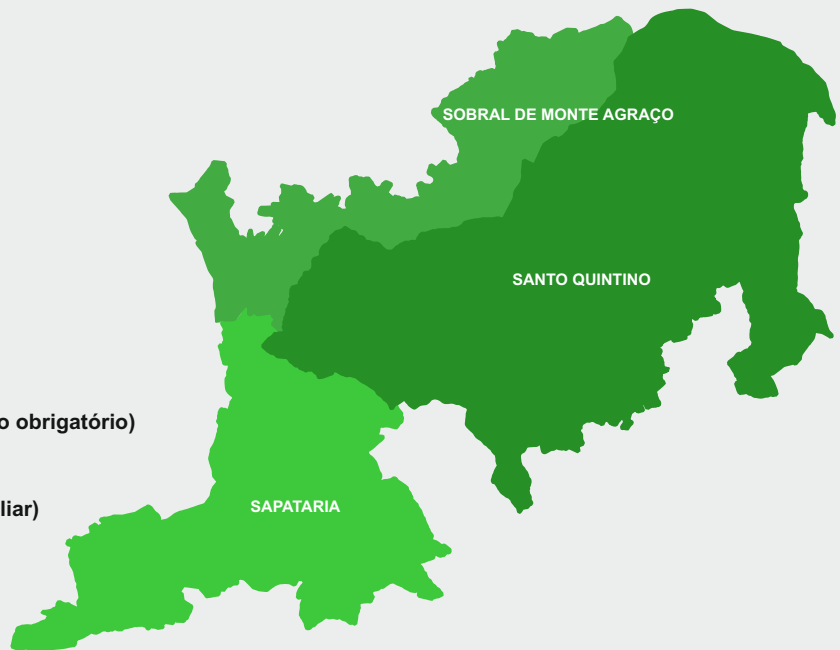 SOBRAL DE MONTE AGRAÇO
SANTO QUINTINO
o obrigatório)
liar)
SAPATARIA